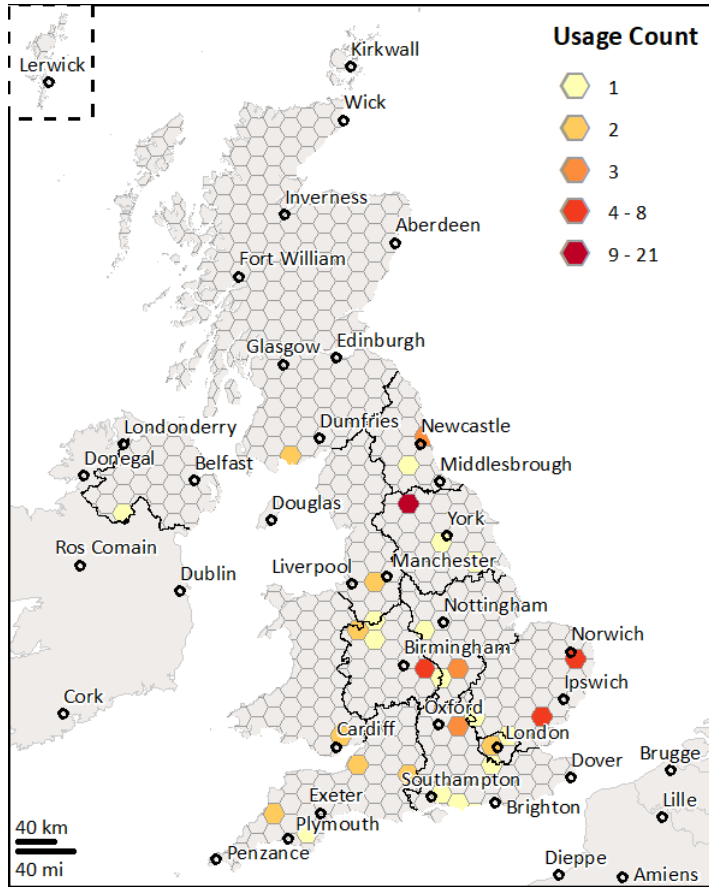 Usage Count
1
2
3
4 - 8
9 - 21
Lerwick
Kirkwall
Wick
Inverness
Aberdeen
Fort William
Glasgow
Edinburgh
Londonderry
Dumfries
Newcastle
Donegal
Belfast
Middlesbrough
Douglas
York
Ros Comain
Liverpool
Manchester
Dublin
Nottingham
Birmingham
Norwich
Cork
Ipswich
Oxford
Cardiff
London
Dover
Brugge
Southampton
Exeter
Brighton
Lille
Plymouth
40 km
40 mi
Penzance
Dieppe
Amiens